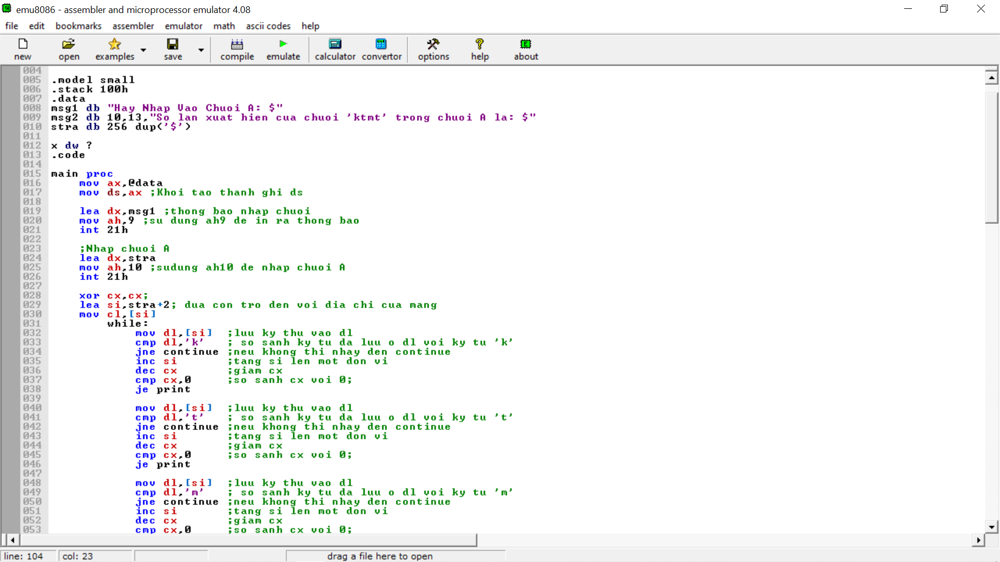 emu8086 - assembler and microprocessor emulator 4.08
file edit bookmarks assembler emulator math ascii codes help
new open examples save compile emulate calculator convertor options help about
004
005 .model small
006 .stack 100h
007 .data
008 msg1 db "Hay Nhap Vao Chuoi A: $"
009 msg2 db 10,13,"So lan xuat hien cua chuoi 'ktmt' trong chuoi A la: $"
010 stra db 256 dup('$')
011
012 x dw ?
013 .code
014
015 main proc
016 mov ax,@data
017 mov ds,ax ;Khoi tao thanh ghi ds
018
019 lea dx,msg1 ;thong bao nhap chuoi
020 mov ah,9 ;su dung ah9 de in ra thong bao
021 int 21h
022
023 ;Nhap chuoi A
024 lea dx,stra
025 mov ah,10 ;sudung ah10 de nhap chuoi A
026 int 21h
027
028 xor cx,cx;
029 lea si,stra+2; dua con tro den voi dia chi cua mang
030 mov cl,[si]
031 while:
032 mov dl,[si] ;luu ky thu vao dl
033 cmp dl,'k' ; so sanh ky tu da luu o dl voi ky tu 'k'
034 jne continue ;neu khong thi nhay den continue
035 inc si ;tang si len mot don vi
036 dec cx ;giam cx
037 cmp cx,0 ;so sanh cx voi 0;
038 je print
039
040 mov dl,[si] ;luu ky thu vao dl
041 cmp dl,'t' ; so sanh ky tu da luu o dl voi ky tu 't'
042 jne continue ;neu khong thi nhay den continue
043 inc si ;tang si len mot don vi
044 dec cx ;giam cx
045 cmp cx,0 ;so sanh cx voi 0;
046 je print
047
048 mov dl,[si] ;luu ky thu vao dl
049 cmp dl,'m' ; so sanh ky tu da luu o dl voi ky tu 'm'
050 jne continue ;neu khong thi nhay den continue
051 inc si ;tang si len mot don vi
052 dec cx ;giam cx
053 cmp cx,0 ;so sanh cx voi 0;
line: 104 col: 23 drag a file here to open